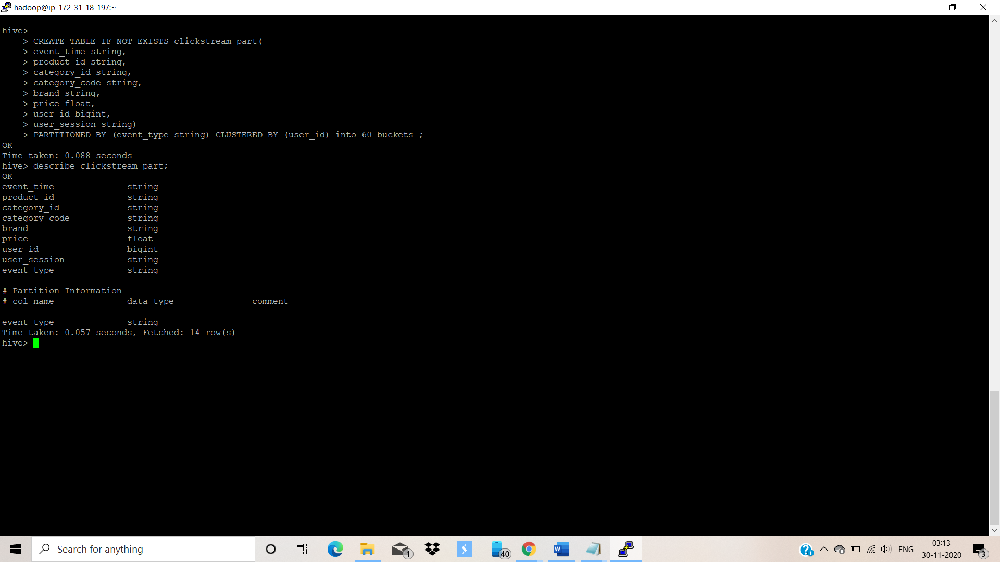 hadoop@ip-172-31-18-197:~
hive>
    > CREATE TABLE IF NOT EXISTS clickstream_part(
    > event_time string,
    > product_id string,
    > category_id string,
    > category_code string,
    > brand string,
    > price float,
    > user_id bigint,
    > user_session string)
    > PARTITIONED BY (event_type string) CLUSTERED BY (user_id) into 60 buckets ;
OK
Time taken: 0.088 seconds
hive> describe clickstream_part;
OK
event_time              string
product_id              string
category_id             string
category_code           string
brand                   string
price                   float
user_id                 bigint
user_session            string
event_type              string

# Partition Information
# col_name              data_type               comment

event_type              string
Time taken: 0.057 seconds, Fetched: 14 row(s)
hive>
Search for anything
1
40
W
ENG
03:13
30-11-2020
3